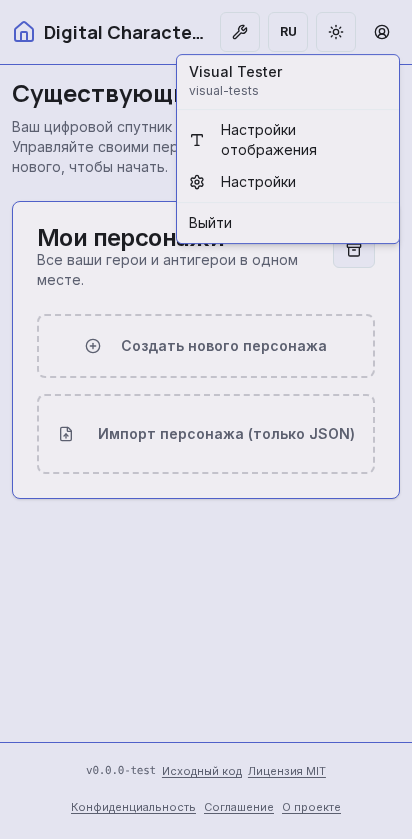 Digital Characte…
RU
Visual Tester
visual-tests
Настройки
отображения
Настройки
Выйти
Существующи
Ваш цифровой спутник
Управляйте своими пер
нового, чтобы начать.
Мои персонажи
Все ваши герои и антигерои в одном
месте.
Создать нового персонажа
Импорт персонажа (только JSON)
v0.0.0-test Исходный код Лицензия MIT
Конфиденциальность Соглашение О проекте